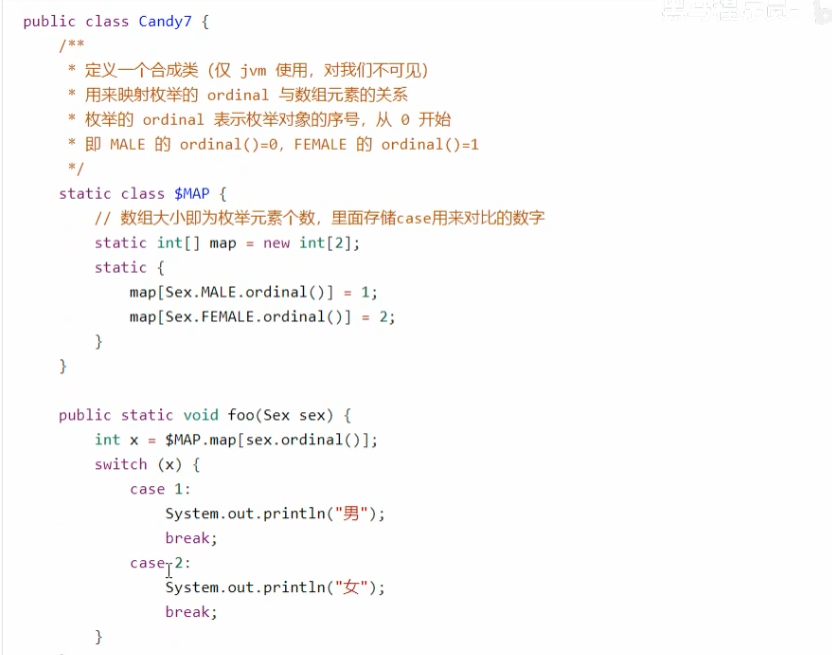 public class Candy7 {
/**
* 定义一个合成类（仅 jvm 使用，对我们不可见）
* 用来映射枚举的 ordinal 与数组元素的关系
* 枚举的 ordinal 表示枚举对象的序号，从 0 开始
* 即 MALE 的 ordinal()=0，FEMALE 的 ordinal()=1
*/
static class $MAP {
// 数组大小即为枚举元素个数，里面存储case用来对比的数字
static int[] map = new int[2];
static {
map[Sex.MALE.ordinal()] = 1;
map[Sex.FEMALE.ordinal()] = 2;
}
}
public static void foo(Sex sex) {
int x = $MAP.map[sex.ordinal()];
switch (x) {
case 1:
System.out.println("男");
break;
case 2:
System.out.println("女");
break;
}